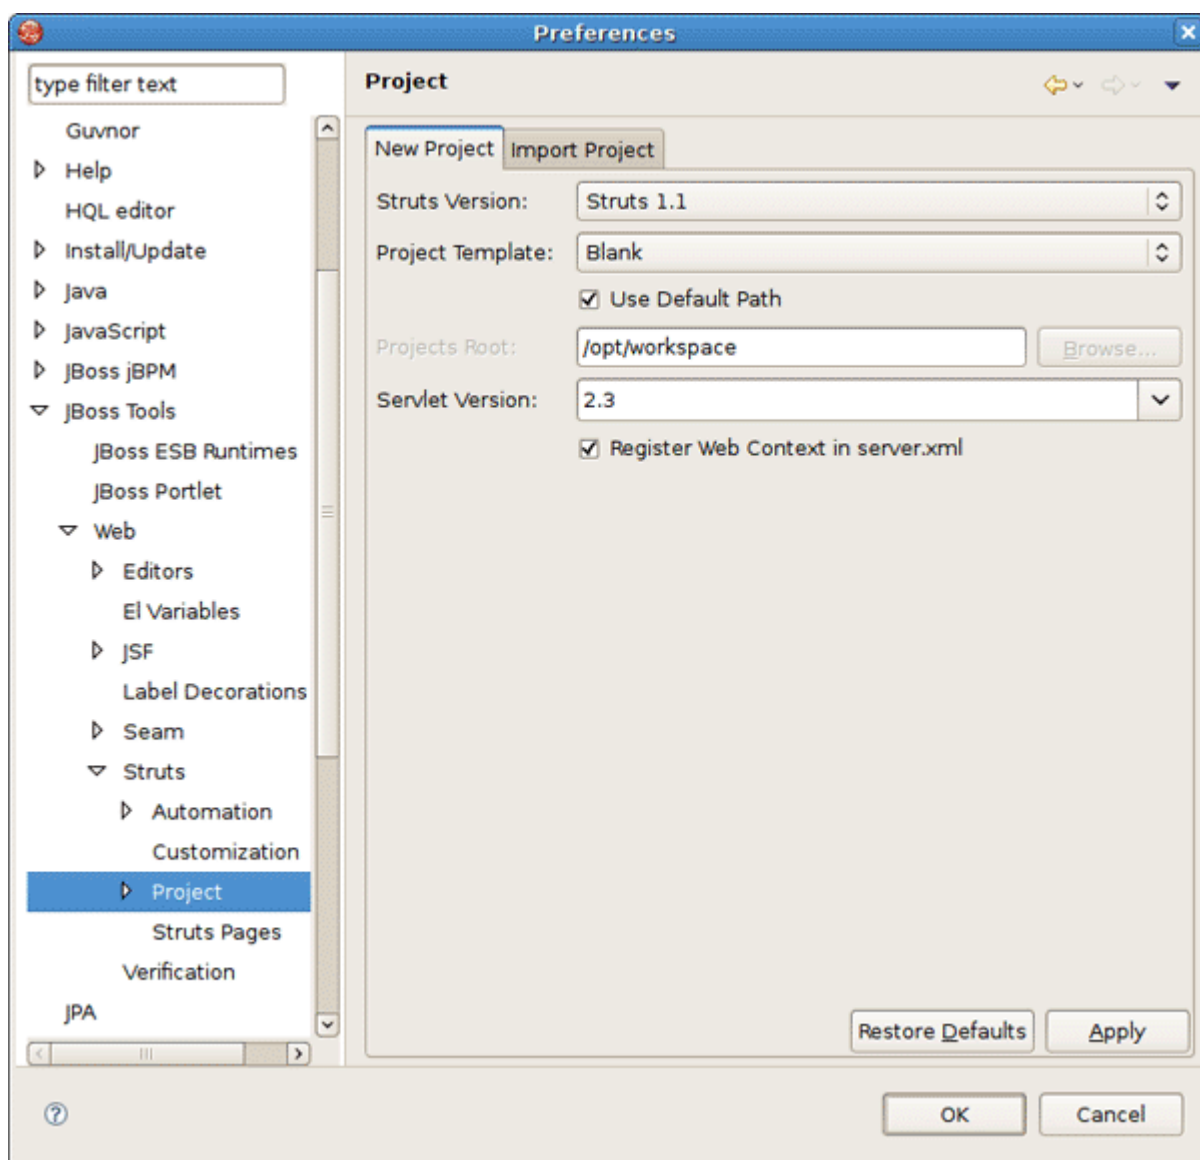 Preferences
type filter text
Guvnor
Help
HQL editor
Install/Update
Java
JavaScript
JBoss jBPM
JBoss Tools
JBoss ESB Runtimes
JBoss Portlet
Web
Editors
El Variables
JSF
Label Decorations
Seam
Struts
Automation
Customization
Project
Struts Pages
Verification
JPA
Project
New Project Import Project
Struts Version: Struts 1.1
Project Template: Blank
Use Default Path
Projects Root: /opt/workspace Browse...
Servlet Version: 2.3
Register Web Context in server.xml
Restore Defaults Apply
OK Cancel